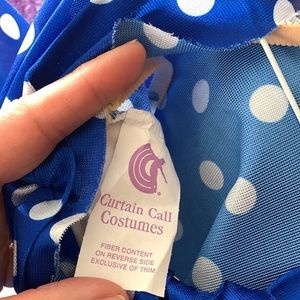 Curtain Call
Costumes
FIBER CONTENT
ON REVERSE SIDE
EXCLUSIVE OF TRIM